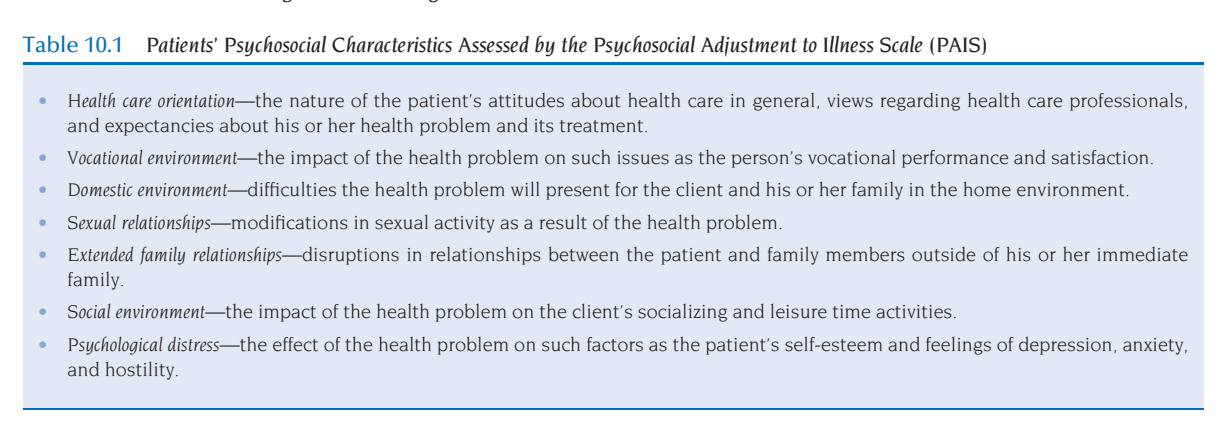 Table 10.1 Patients' Psychosocial Characteristics Assessed by the Psychosocial Adjustment to Illness Scale (PAIS)
• Health care orientation—the nature of the patient's attitudes about health care in general, views regarding health care professionals,
and expectancies about his or her health problem and its treatment.
• Vocational environment—the impact of the health problem on such issues as the person's vocational performance and satisfaction.
• Domestic environment—difficulties the health problem will present for the client and his or her family in the home environment.
• Sexual relationships—modifications in sexual activity as a result of the health problem.
• Extended family relationships—disruptions in relationships between the patient and family members outside of his or her immediate
family.
• Social environment—the impact of the health problem on the client's socializing and leisure time activities.
• Psychological distress—the effect of the health problem on such factors as the patient's self-esteem and feelings of depression, anxiety,
and hostility.